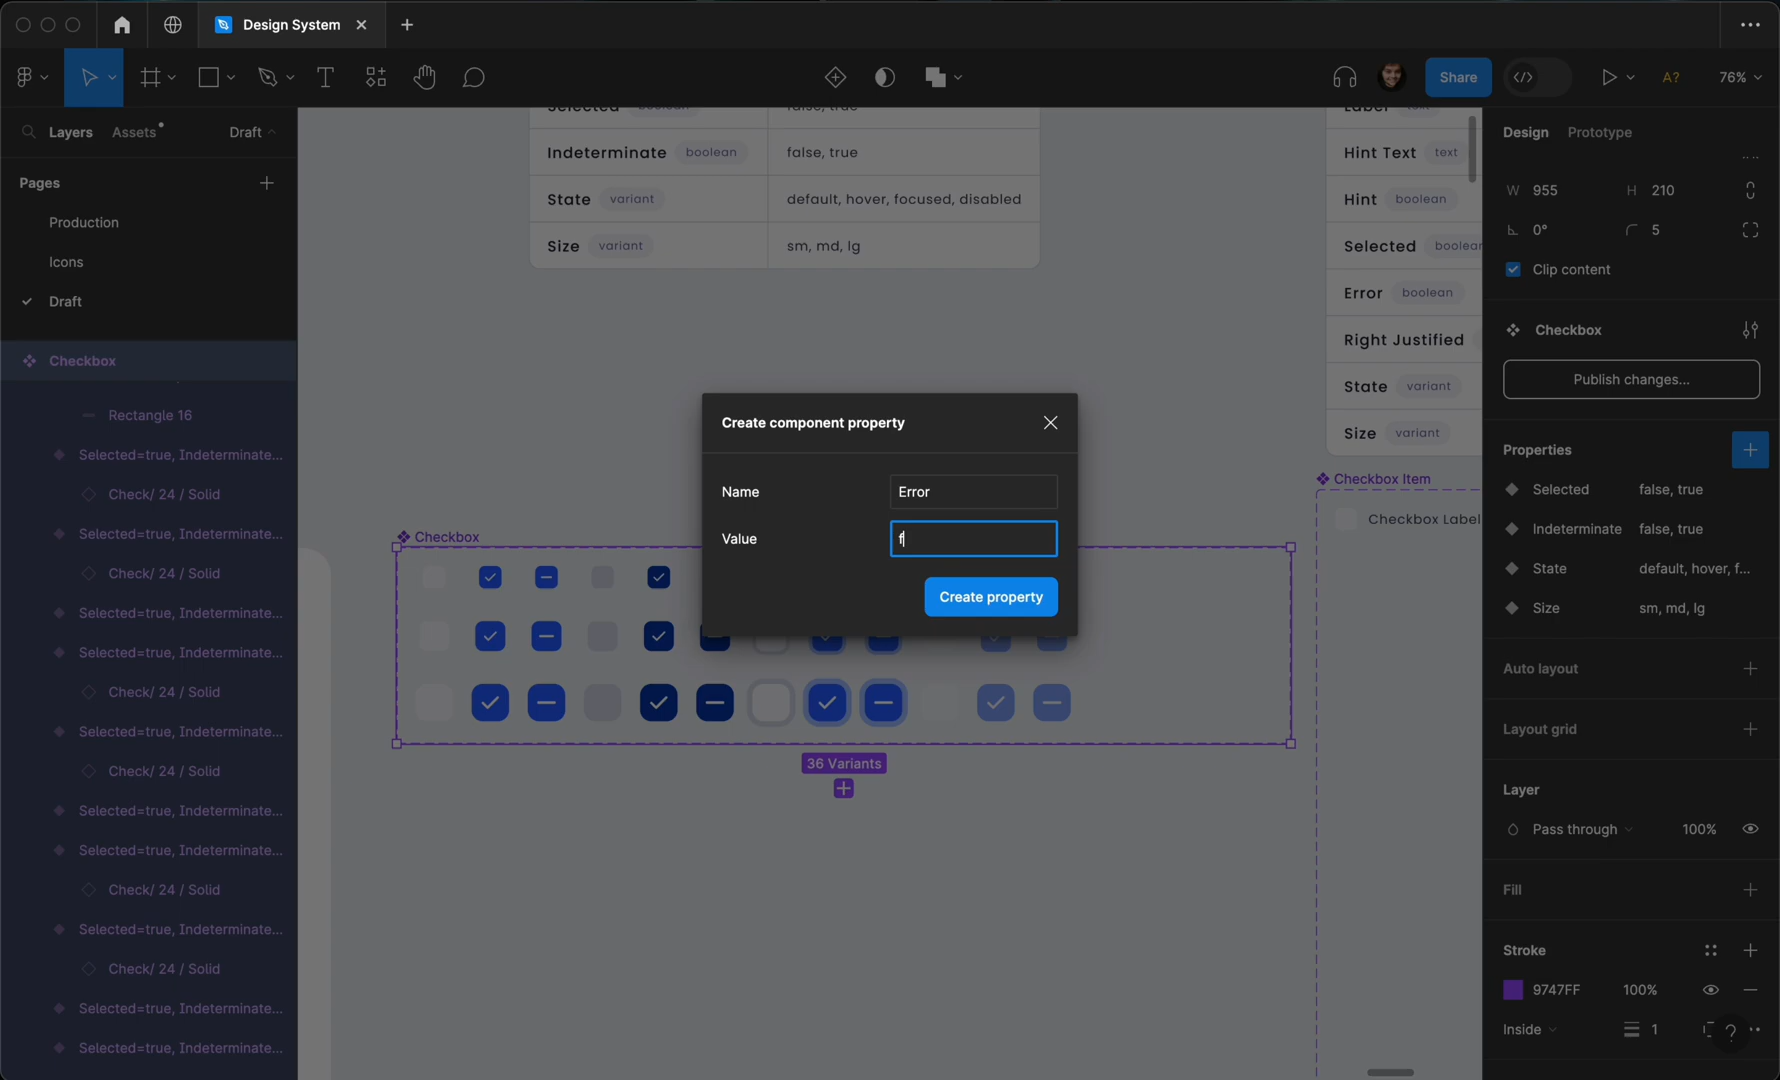 Design System
Share
A?
76%
Layers
Assets
Draft
Design
Prototype
Pages
Production
Icons
Draft
Checkbox
Rectangle 16
Selected=true, Indeterminate...
Check/ 24 / Solid
Selected=true, Indeterminate...
Check/ 24 / Solid
Selected=true, Indeterminate...
Selected=true, Indeterminate...
Check/ 24 / Solid
Selected=true, Indeterminate...
Check/ 24 / Solid
Selected=true, Indeterminate...
Selected=true, Indeterminate...
Check/ 24 / Solid
Selected=true, Indeterminate...
Check/ 24 / Solid
Selected=true, Indeterminate...
Selected=true, Indeterminate...
Indeterminate boolean false, true
State variant default, hover, focused, disabled
Size variant sm, md, lg
Hint Text text
Hint boolean
Selected boolear
Error boolean
Right Justified
State variant
Size variant
Checkbox Item
Checkbox Label
Checkbox
36 Variants
Create component property
Name Error
Value f
Create property
W 955 H 210
0° 5
Clip content
Checkbox
Publish changes...
Properties
Selected false, true
Indeterminate false, true
State default, hover, f...
Size sm, md, lg
Auto layout
Layout grid
Layer
Pass through 100%
Fill
Stroke
9747FF 100%
Inside 1
?